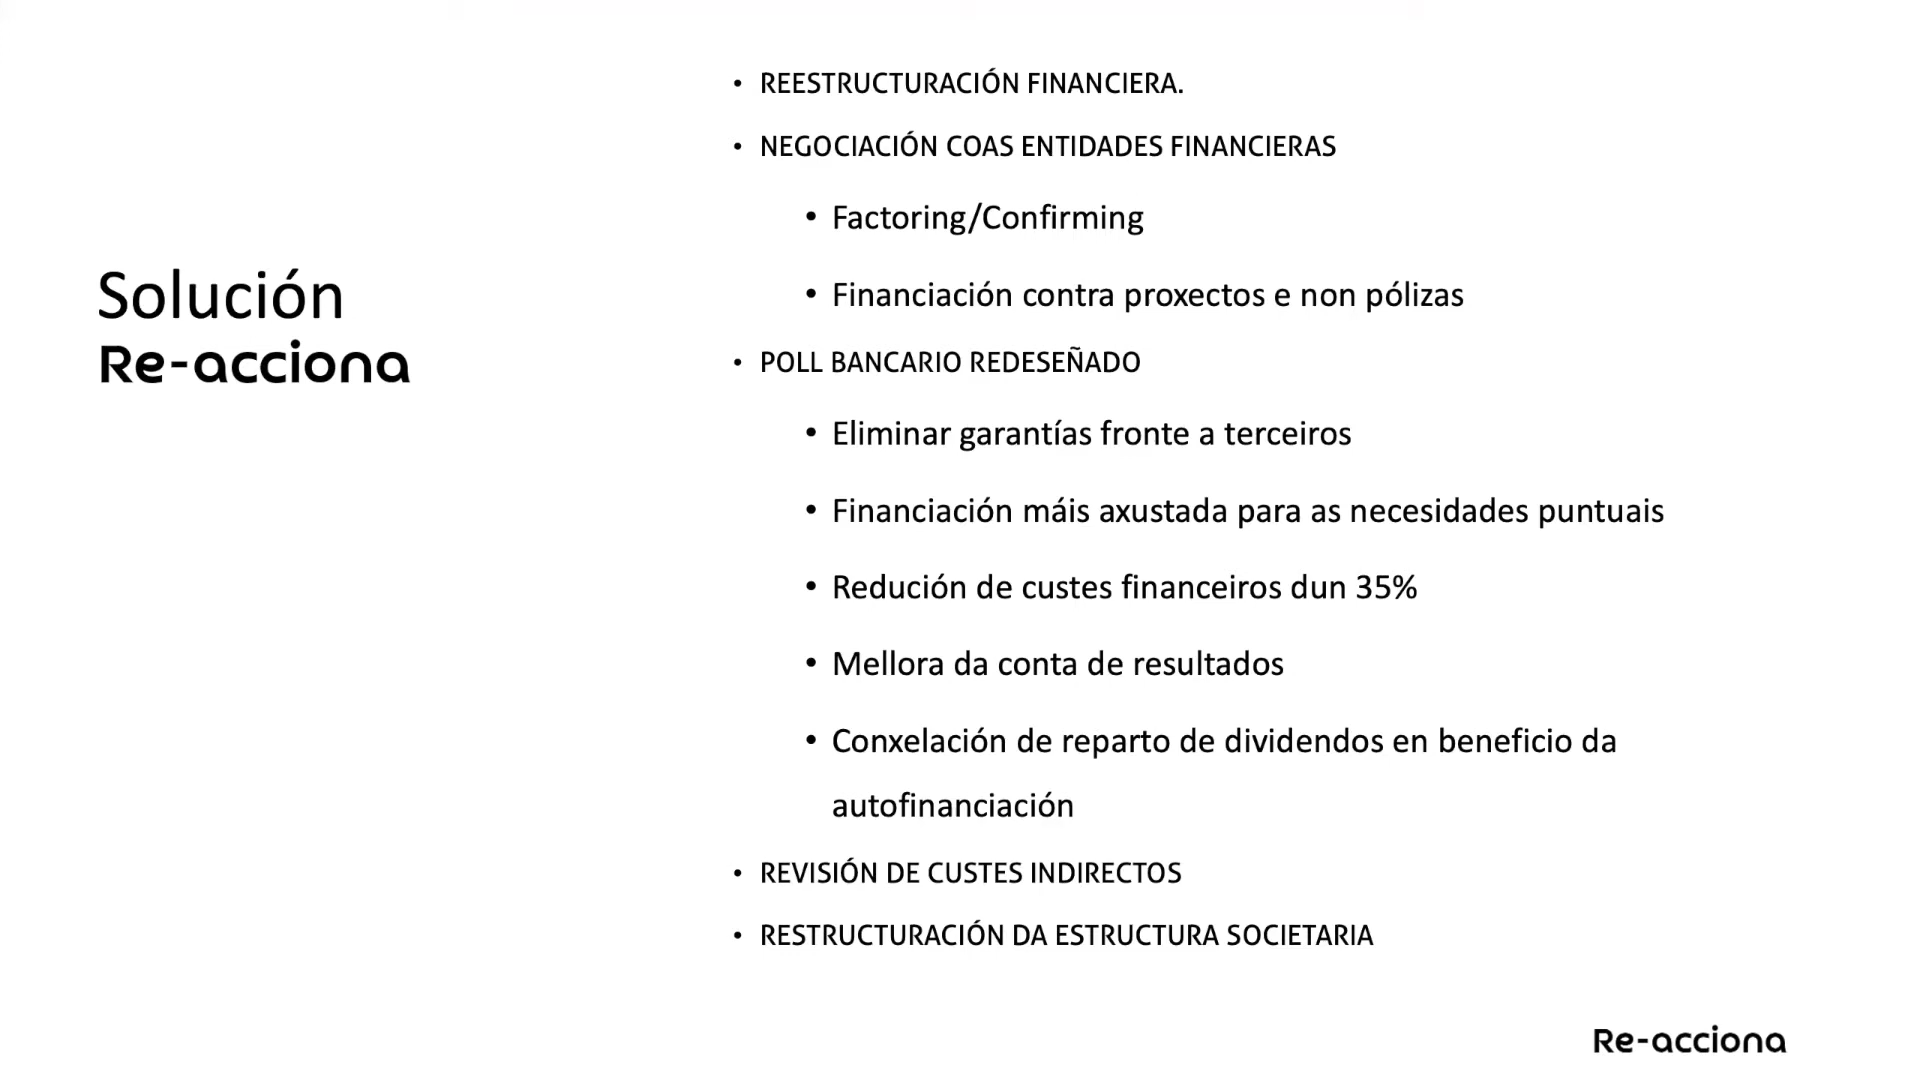 Solución
Re-acciona
• REESTRUCTURACIÓN FINANCIERA.
• NEGOCIACIÓN COAS ENTIDADES FINANCIERAS
• Factoring/Confirming
• Financiación contra proxectos e non pólizas
• POLL BANCARIO REDESEÑADO
• Eliminar garantías fronte a terceiros
• Financiación máis axustada para as necesidades puntuais
• Redución de custes financeiros dun 35%
• Mellora da conta de resultados
• Conxelación de reparto de dividendos en beneficio da
autofinanciación
• REVISIÓN DE CUSTES INDIRECTOS
• RESTRUCTURACIÓN DA ESTRUCTURA SOCIETARIA
Re-acciona